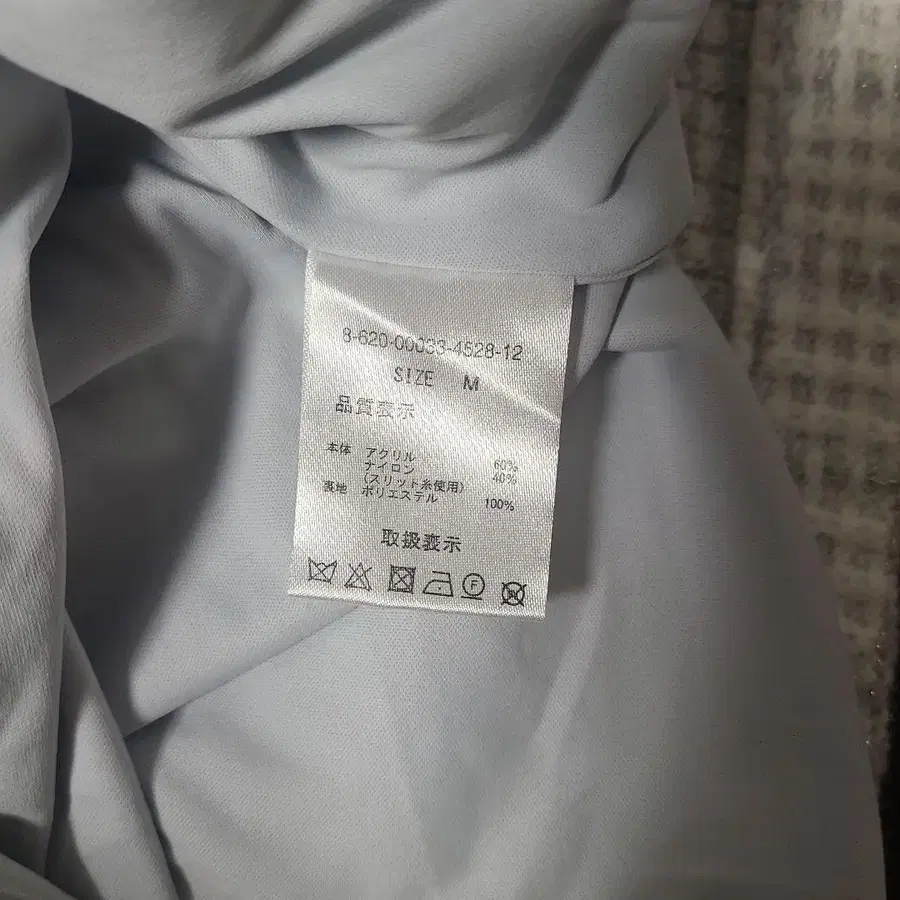 8-620-00033-4528-12
SIZE M
品質表示
本体 アクリル 60%
ナイロン 40%
(スリット糸使用)
裏地 ポリエステル 100%
取扱表示
F
W